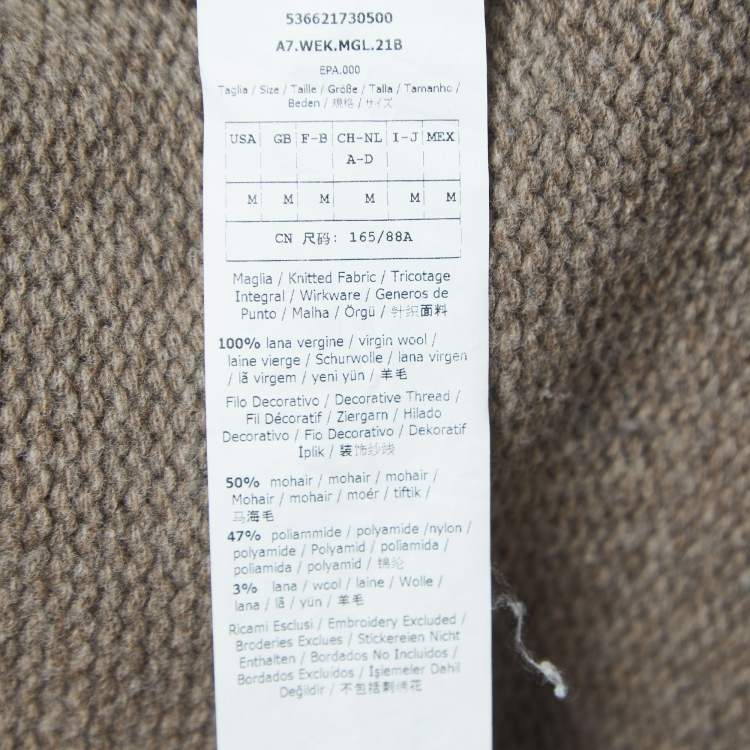 536621730500
A7.WEK.MGL.21B
EPA.000
Taglia / Size / Taille / Größe / Talla / Tamanho /
Beden / 规格 / サイズ
USA GB F-B CH-NL I-J MEX
A-D
M M M M M M
CN 尺码: 165/88A
Maglia / Knitted Fabric / Tricotage
Integral / Wirkware / Generos de
Punto / Malha / Örgü / 针织面料
100% lana vergine / virgin wool /
laine vierge / Schurwolle / lana virgen
/ lã virgem / yeni yün / 羊毛
Filo Decorativo / Decorative Thread /
Fil Décoratif / Ziergarn / Hilado
Decorativo / Fio Decorativo / Dekoratif
Iplik / 装饰纱线
50% mohair / mohair / mohair /
Mohair / mohair / moér / tiftik /
马海毛
47% poliammide / polyamide /nylon /
polyamide / Polyamid / poliamida /
poliamida / polyamid / 锦纶
3% lana / wool / laine / Wolle /
lana / lã / yün / 羊毛
Ricami Esclusi / Embroidery Excluded /
Broderies Exclues / Stickereien Nicht
Enthalten / Bordados No Incluidos /
Bordados Excluídos / Işlemeler Dahil
Değildir / 不包括刺绣花